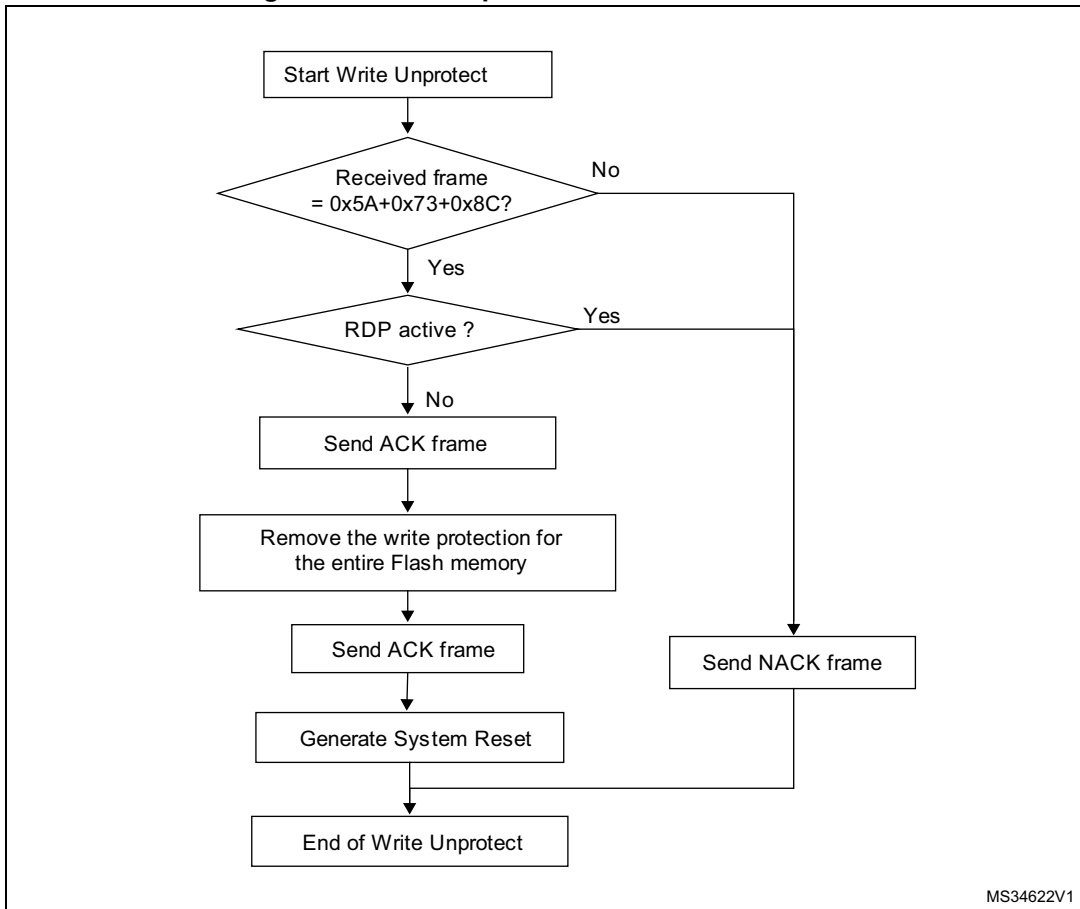 Start Write Unprotect
Received frame
= 0x5A+0x73+0x8C?
No
Yes
RDP active ?
Yes
No
Send ACK frame
Remove the write protection for
the entire Flash memory
Send ACK frame
Send NACK frame
Generate System Reset
End of Write Unprotect
MS34622V1